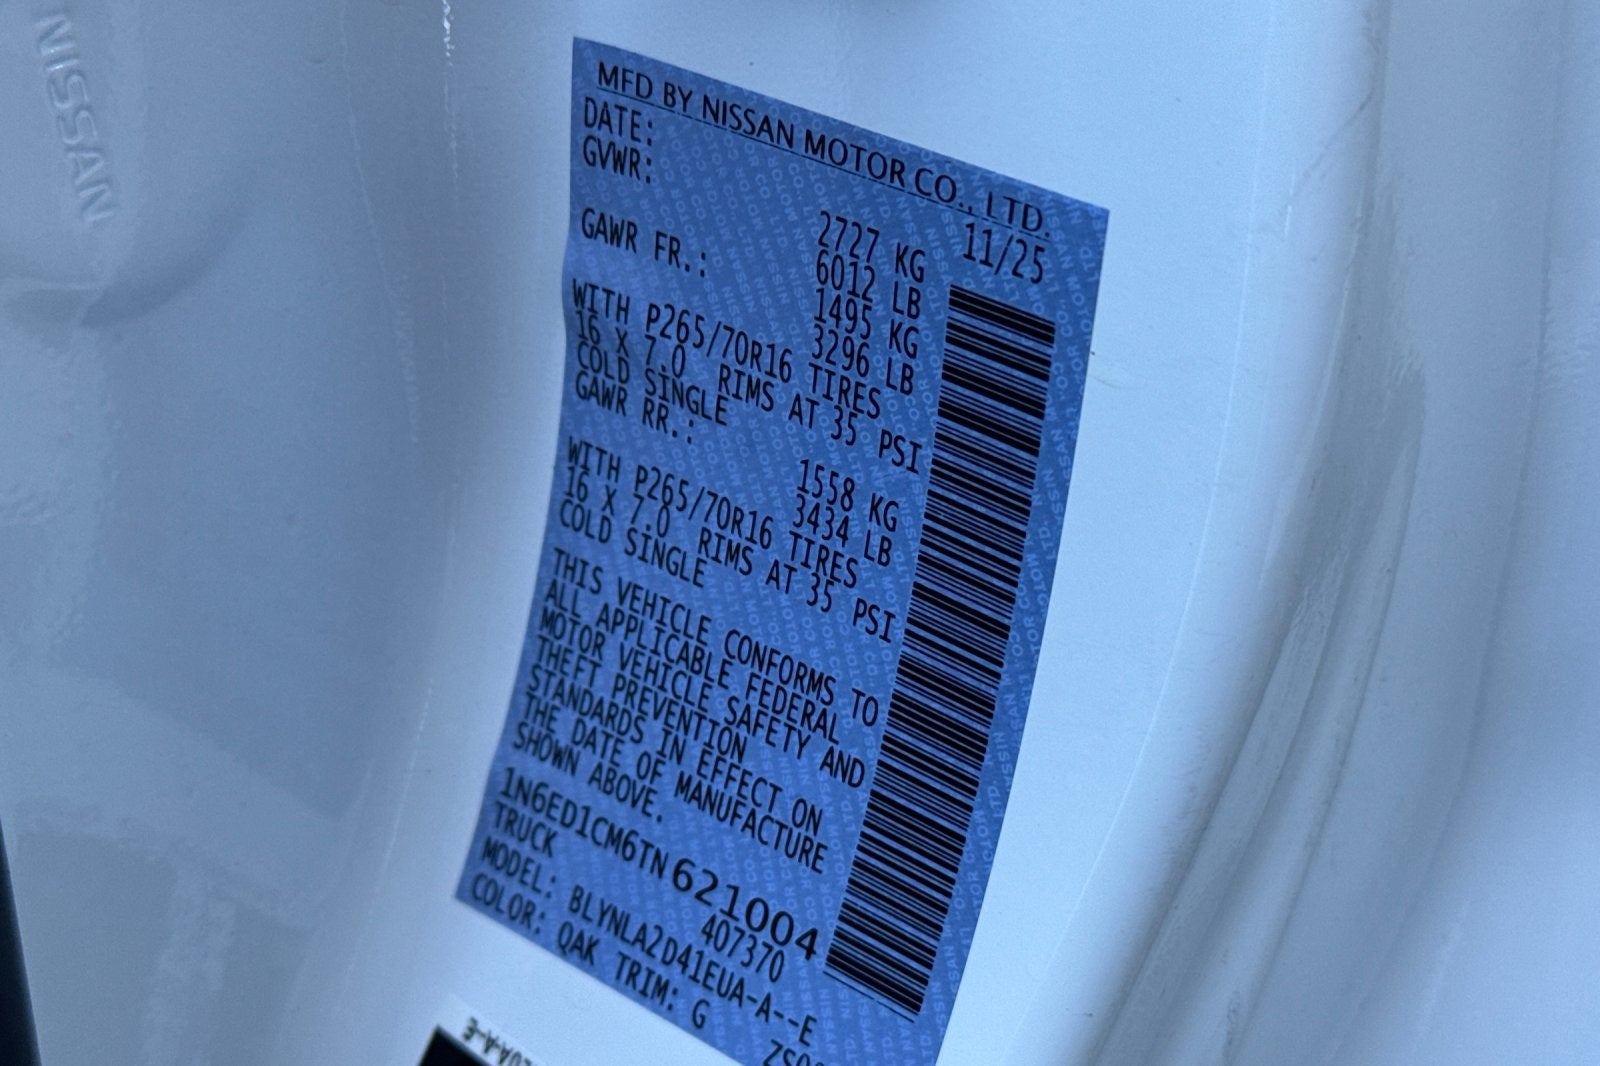 NISSAN
MFD BY NISSAN MOTOR CO., LTD.
DATE: 11/25
GVWR: 2727 KG
6012 LB
GAWR FR.: 1495 KG
3296 LB
WITH P265/70R16 TIRES
16 X 7.0 RIMS AT 35 PSI
COLD SINGLE
GAWR RR.: 1558 KG
3434 LB
WITH P265/70R16 TIRES
16 X 7.0 RIMS AT 35 PSI
COLD SINGLE
THIS VEHICLE CONFORMS TO
ALL APPLICABLE FEDERAL
MOTOR VEHICLE SAFETY AND
THEFT PREVENTION
STANDARDS IN EFFECT ON
THE DATE OF MANUFACTURE
SHOWN ABOVE.
1N6ED1CM6TN621004
TRUCK 407370
MODEL: BLYNLA2D41EUA-A--E
COLOR: QAK TRIM: G